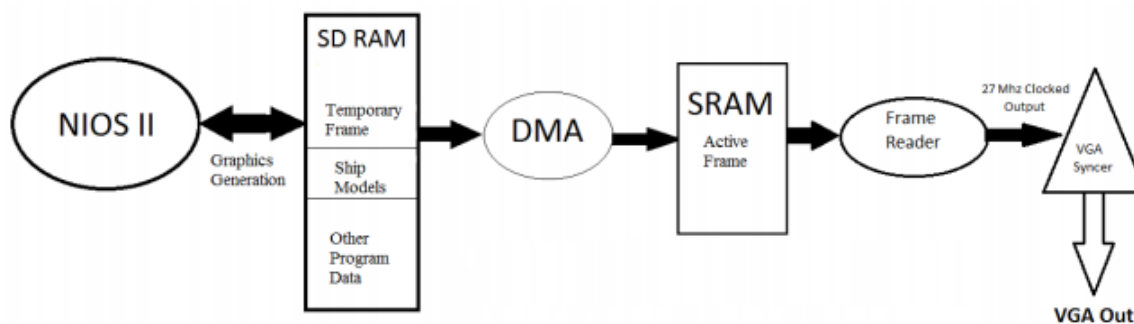 NIOS II
Graphics
Generation
SD RAM
Temporary
Frame
Ship
Models
Other
Program
Data
DMA
SRAM
Active
Frame
Frame
Reader
27 Mhz Clocked
Output
VGA
Syncer
VGA Out